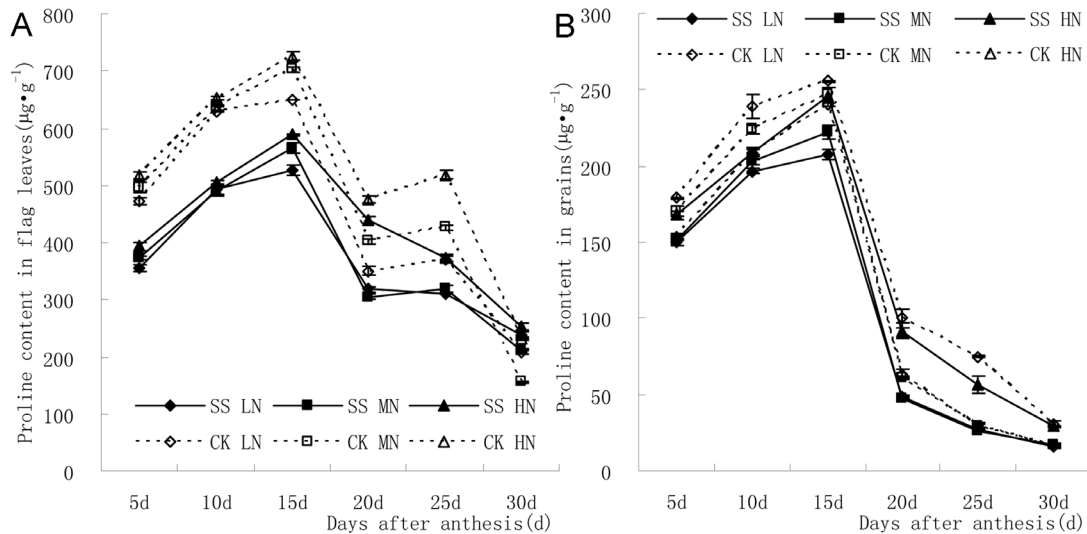 A
Proline content in flag leaves(μg•g⁻¹)
800
700
600
500
400
300
200
100
0
SS LN SS MN SS HN
CK LN CK MN CK HN
5d 10d 15d 20d 25d 30d
Days after anthesis(d)
B
Proline content in grains(μg•g⁻¹)
300
250
200
150
100
50
0
SS LN SS MN SS HN
CK LN CK MN CK HN
5d 10d 15d 20d 25d 30d
Days after anthesis(d)